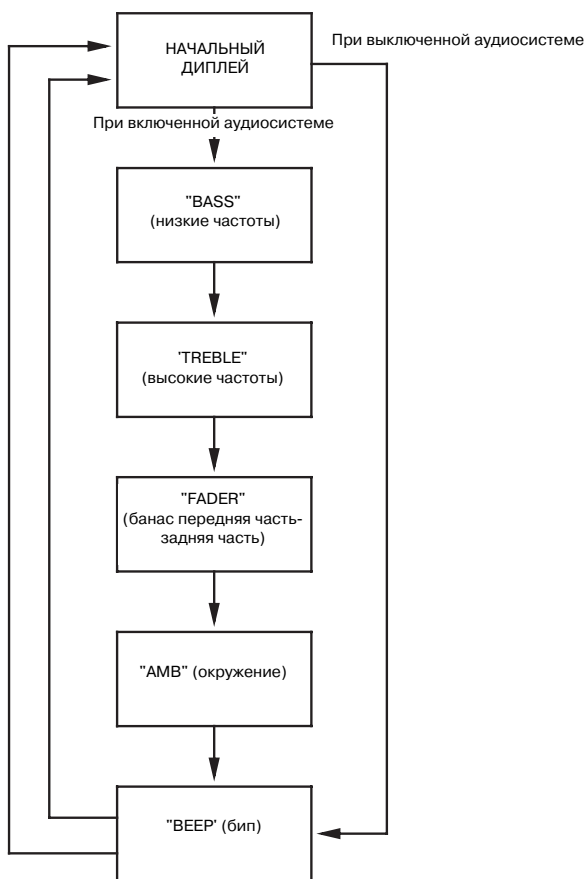 НАЧАЛЬНЫЙ
ДИПЛЕЙ
При выключенной аудиосистеме
При включенной аудиосистеме
"BASS"
(низкие частоты)
'TREBLE"
(высокие частоты)
"FADER"
(банас передняя часть-
задняя часть)
"AMB" (окружение)
"BEEP' (бип)